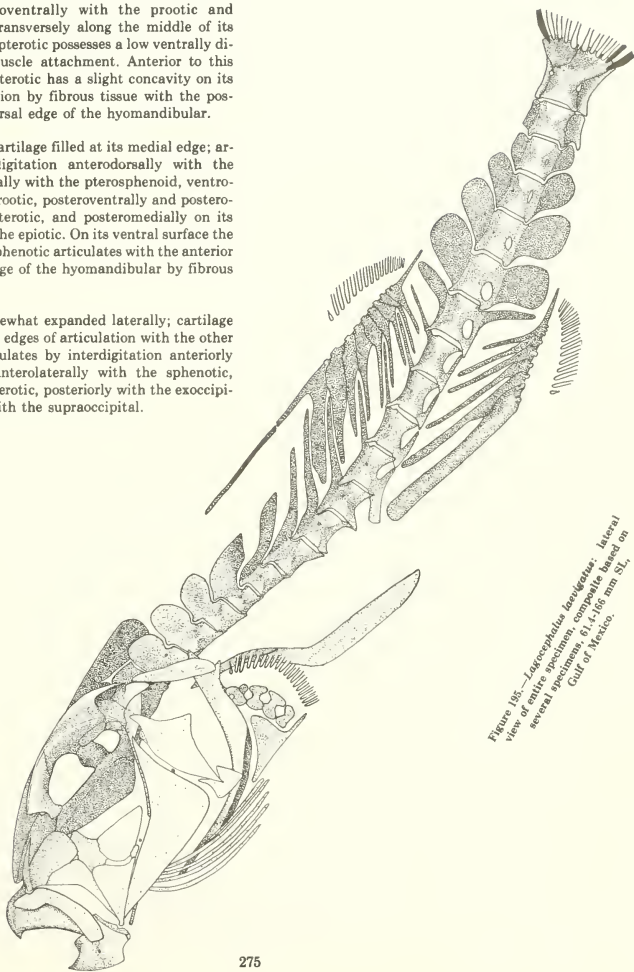 oventrally with the prootic and
ransversely along the middle of its
pterotic possesses a low ventrally di-
uscle attachment. Anterior to this
terotic has a slight concavity on its
ion by fibrous tissue with the pos-
rsal edge of the hyomandibular.
artilage filled at its medial edge; ar-
digitation anterodorsally with the
ally with the pterosphenoid, ventro-
rootic, posteroventrally and postero-
terotic, and posteromedially on its
he epiotic. On its ventral surface the
phenotic articulates with the anterior
ge of the hyomandibular by fibrous
ewhat expanded laterally; cartilage
edges of articulation with the other
ulates by interdigitation anteriorly
nterolaterally with the sphenotic,
erotic, posteriorly with the exoccipi-
ith the supraoccipital.
Figure 195.—Lagocephalus laevigatus: lateral
view of entire specimen, composite based on
several specimens, 61.4-166 mm SL,
Gulf of Mexico.
275